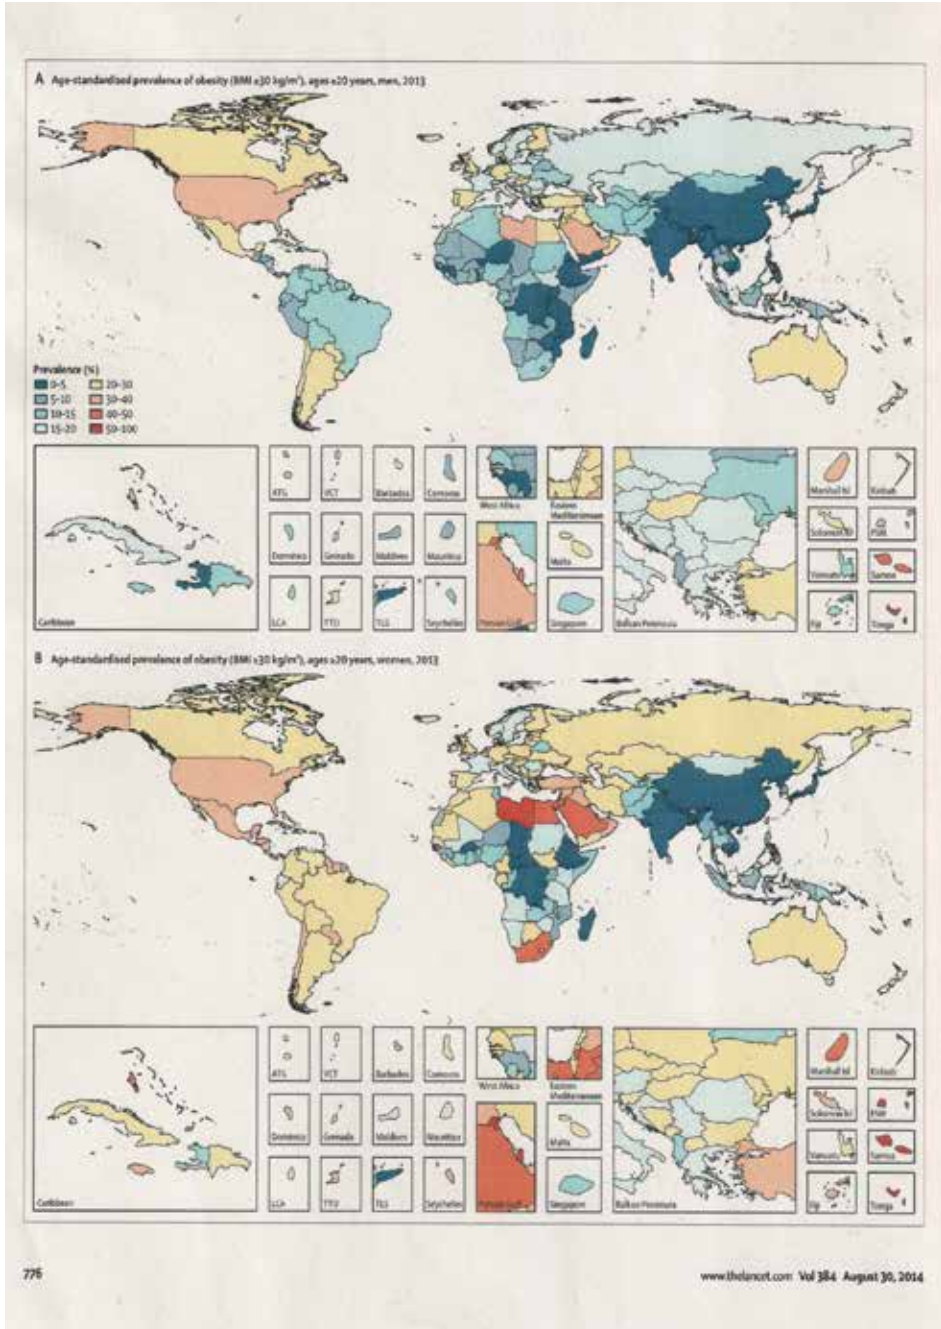 A Age-standardised prevalence of obesity (BMI ≥30 kg/m²), ages ≥20 years, men, 2013
Prevalence (%)
0-5 20-30
5-10 30-40
10-15 40-50
15-20 50-100
Caribbean
ATG VCT Barbados Comoros
Dominica Grenada Maldives Mauritius
LCA TTO TLS Seychelles
West Africa Eastern Mediterranean
Malta
Persian Gulf Singapore
Balkan Peninsula
Marshall Isl Kiribati
Solomon Isl FSM
Vanuatu Samoa
Fiji Tonga
B Age-standardised prevalence of obesity (BMI ≥30 kg/m²), ages ≥20 years, women, 2013
Caribbean
ATG VCT Barbados Comoros
Dominica Grenada Maldives Mauritius
LCA TTO TLS Seychelles
West Africa Eastern Mediterranean
Malta
Singapore
Balkan Peninsula
Marshall Isl Kiribati
Solomon Isl FSM
Vanuatu Samoa
Fiji Tonga
776 www.thelancet.com Vol 384 August 30, 2014